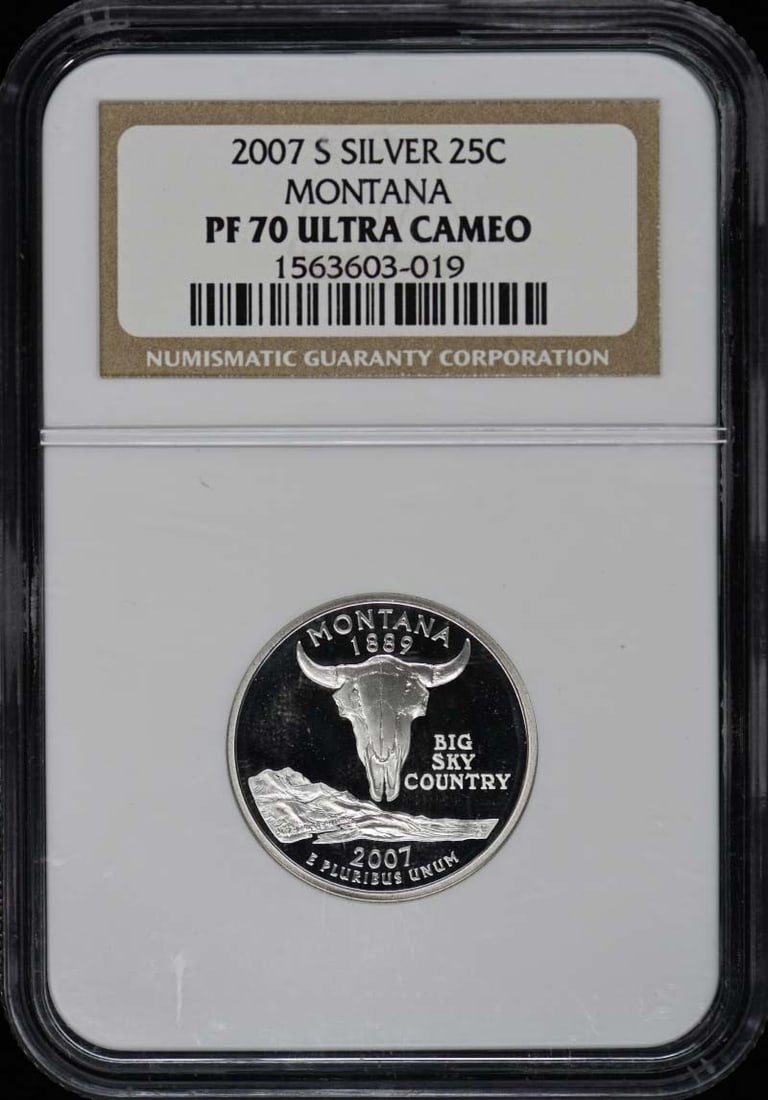 2007 S SILVER 25C
MONTANA
PF 70 ULTRA CAMEO
1563603-019
NUMISMATIC GUARANTY CORPORATION
MONTANA
1889
BIG
SKY
COUNTRY
2007
E PLURIBUS UNUM